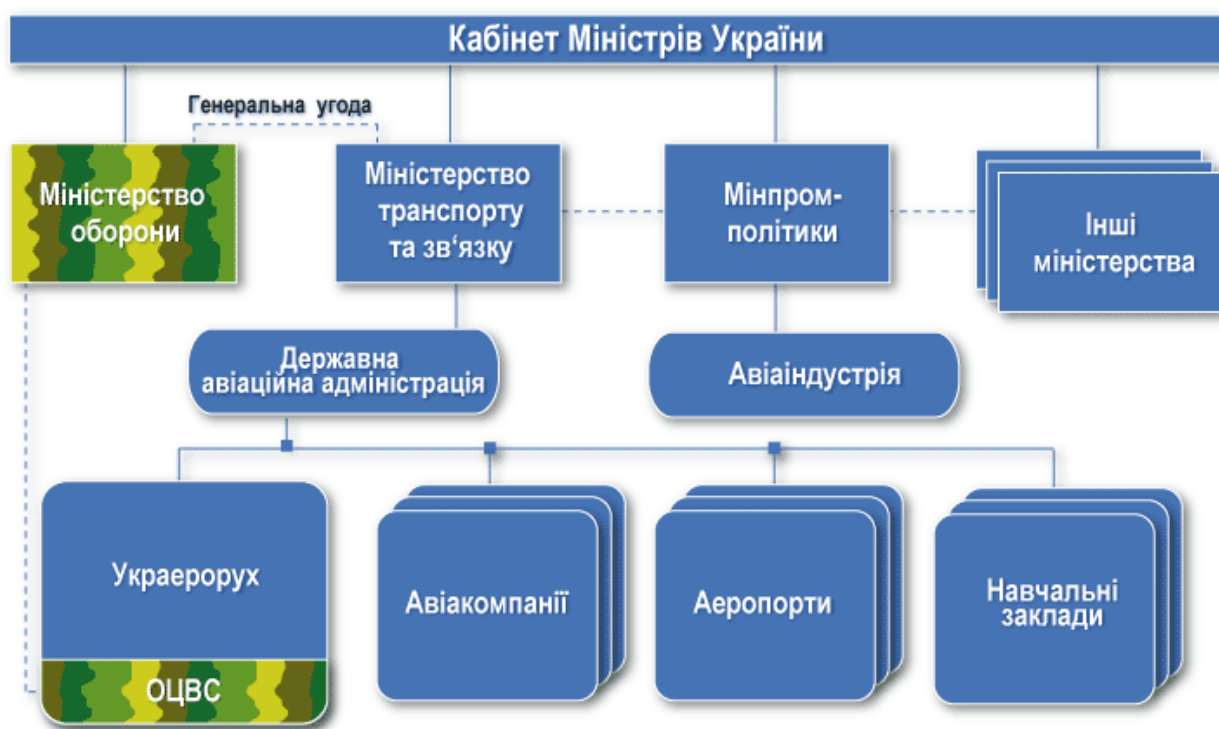 Кабінет Міністрів України
Генеральна угода
Міністерство
оборони
Міністерство
транспорту
та зв‘язку
Мінпром-
політики
Інші
міністерства
Державна
авіаційна адміністрація
Авіаіндустрія
Украерорух
ОЦВС
Авіакомпанії
Аеропорти
Навчальні
заклади